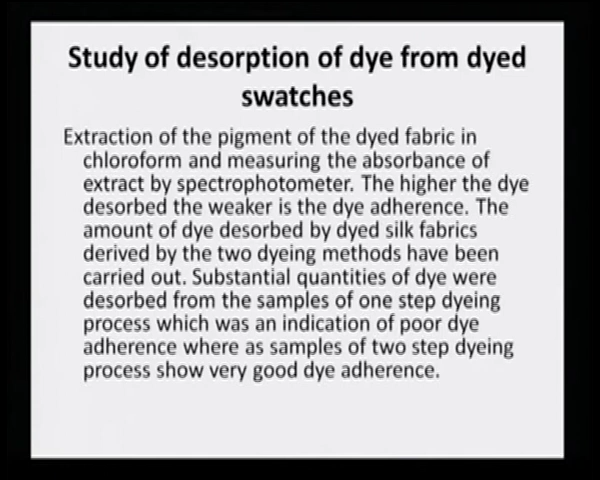 Study of desorption of dye from dyed
swatches
Extraction of the pigment of the dyed fabric in
chloroform and measuring the absorbance of
extract by spectrophotometer. The higher the dye
desorbed the weaker is the dye adherence. The
amount of dye desorbed by dyed silk fabrics
derived by the two dyeing methods have been
carried out. Substantial quantities of dye were
desorbed from the samples of one step dyeing
process which was an indication of poor dye
adherence where as samples of two step dyeing
process show very good dye adherence.